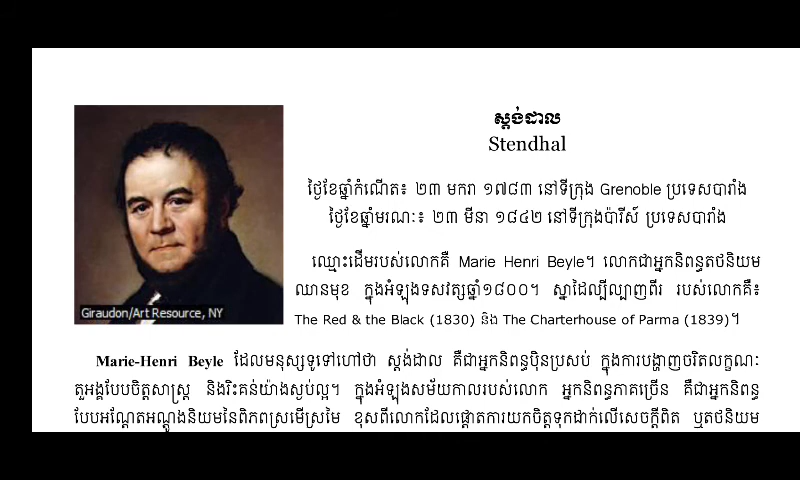 ស្តង់ដាល
Stendhal
ថ្ងៃខែឆ្នាំកំណើត៖ ២៣ មករា ១៧៨៣ នៅទីក្រុង Grenoble ប្រទេសបារាំង
ថ្ងៃខែឆ្នាំមរណៈ៖ ២៣ មីនា ១៨៤២ នៅទីក្រុងប៉ារីស៍ ប្រទេសបារាំង
ឈ្មោះដើមរបស់លោកគឺ Marie Henri Beyle។ លោកជាអ្នកនិពន្ធតថនិយម
ឈានមុខ ក្នុងអំឡុងទសវត្សឆ្នាំ១៨០០។ ស្នាដៃល្បីល្បាញពីរ របស់លោកគឺ៖
The Red & the Black (1830) និង The Charterhouse of Parma (1839)។
Giraudon/Art Resource, NY
Marie-Henri Beyle ដែលមនុស្សទូទៅហៅថា ស្តង់ដាល គឺជាអ្នកនិពន្ធប៉ិនប្រសប់ ក្នុងការបង្ហាញចរិតលក្ខណៈ
តួអង្គបែបចិត្តសាស្ត្រ និងរិះគន់យ៉ាងស្ងប់ល្អ។ ក្នុងអំឡុងសម័យកាលរបស់លោក អ្នកនិពន្ធភាគច្រើន គឺជាអ្នកនិពន្ធ
បែបអណ្តែតអណ្តូងនិយមនៃពិភពស្រមើស្រមៃ ខុសពីលោកដែលផ្តោតការយកចិត្តទុកដាក់លើសេចក្តីពិត ឬតថនិយម